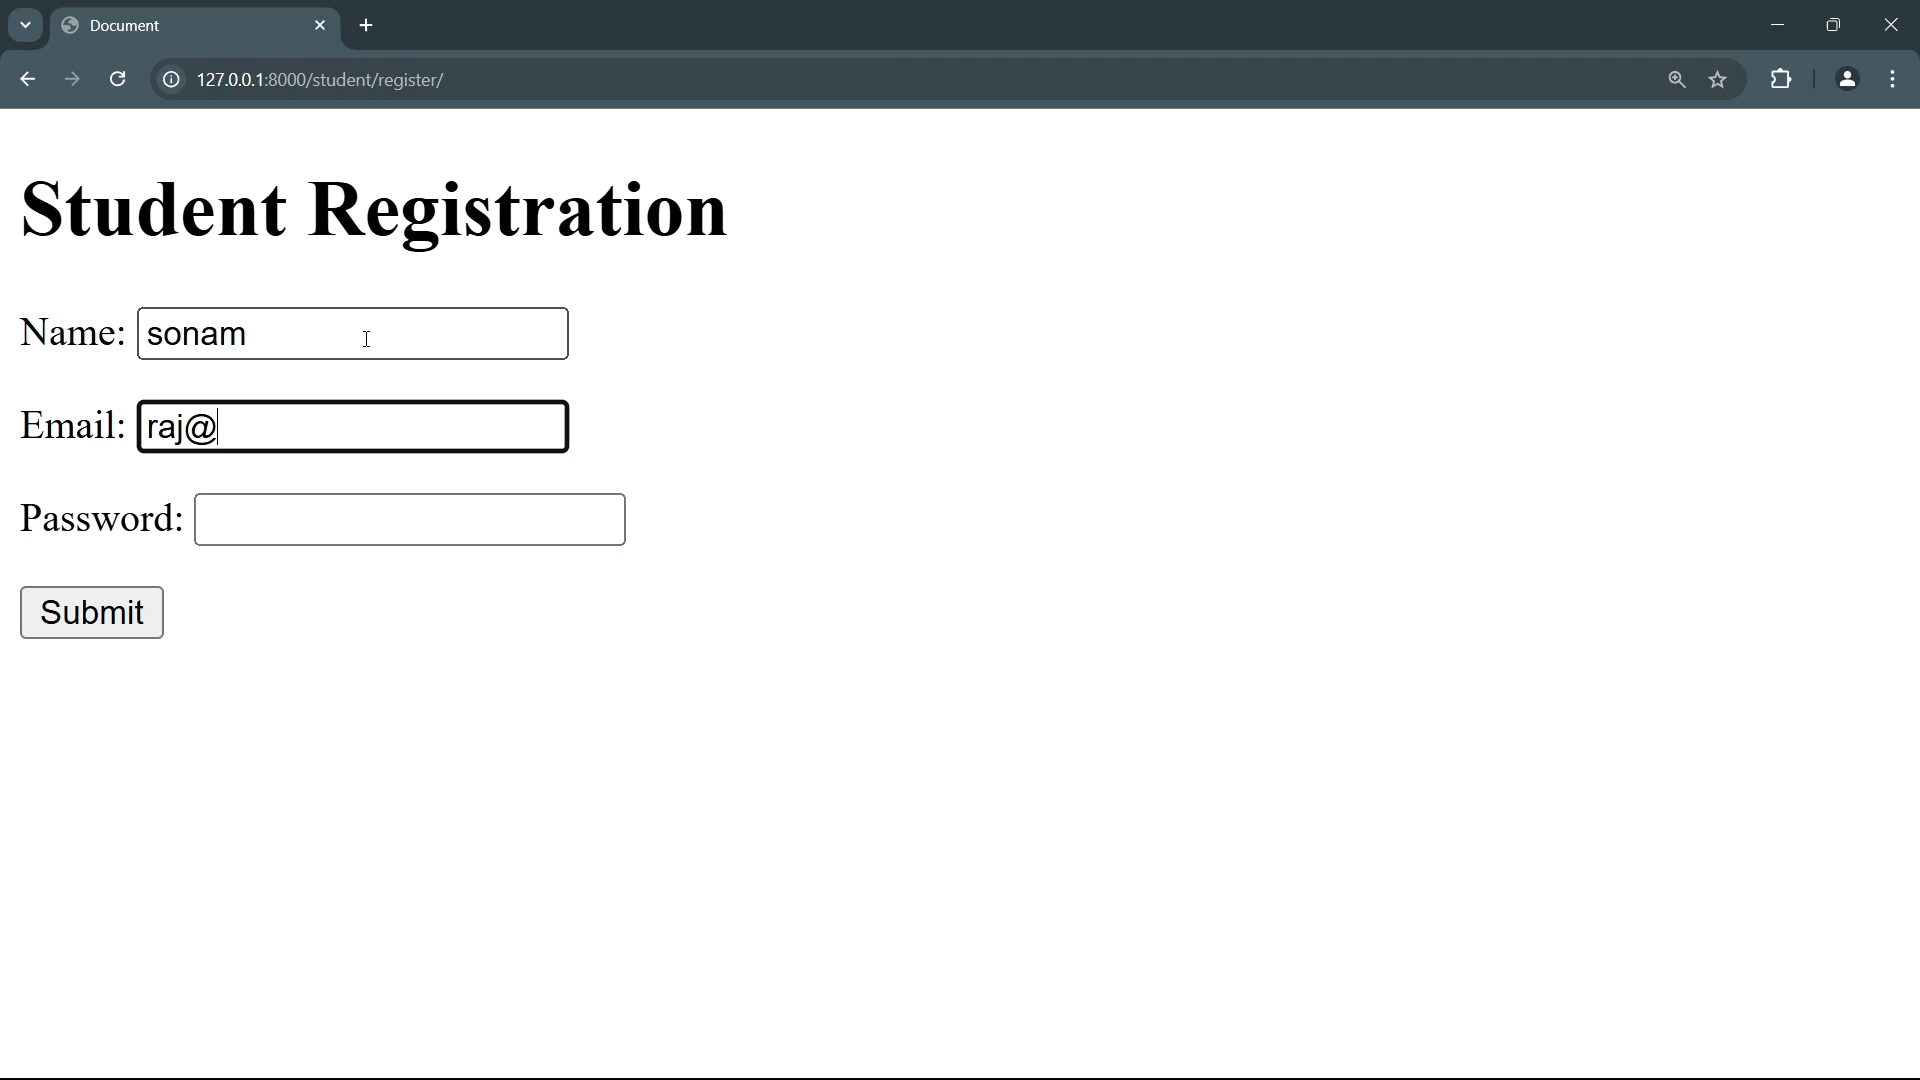 Document
127.0.0.1:8000/student/register/
Student Registration
Name: sonam
Email: raj@
Password:
Submit